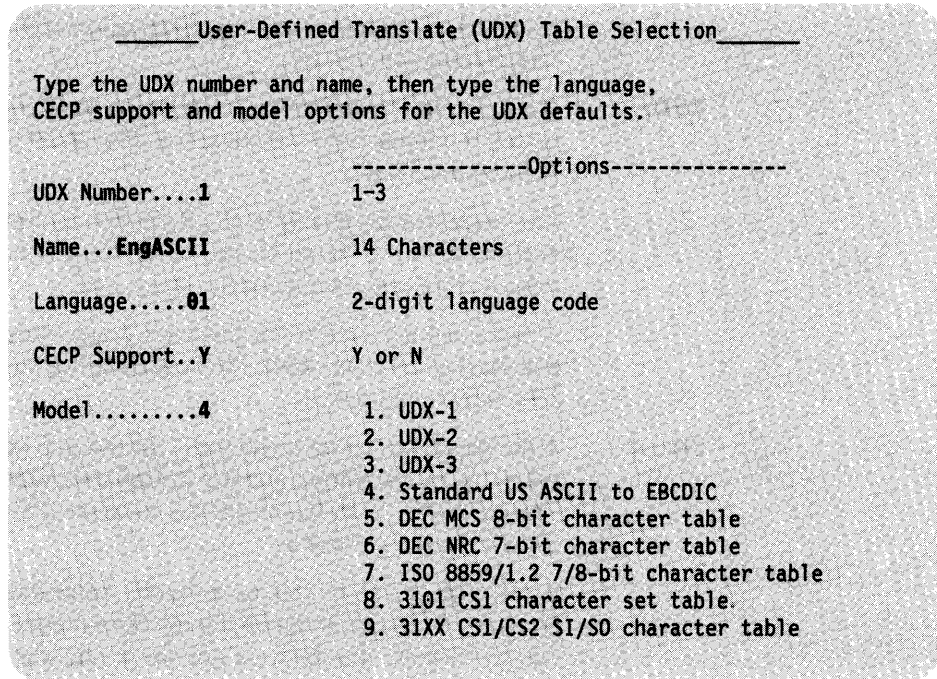 _______User-Defined Translate (UDX) Table Selection_______
Type the UDX number and name, then type the language,
CECP support and model options for the UDX defaults.
---------------Options---------------
UDX Number....1 1-3
Name...EngASCII 14 Characters
Language.....01 2-digit language code
CECP Support..Y Y or N
Model.........4 1. UDX-1
2. UDX-2
3. UDX-3
4. Standard US ASCII to EBCDIC
5. DEC MCS 8-bit character table
6. DEC NRC 7-bit character table
7. ISO 8859/1.2 7/8-bit character table
8. 3101 CS1 character set table.
9. 31XX CS1/CS2 SI/SO character table